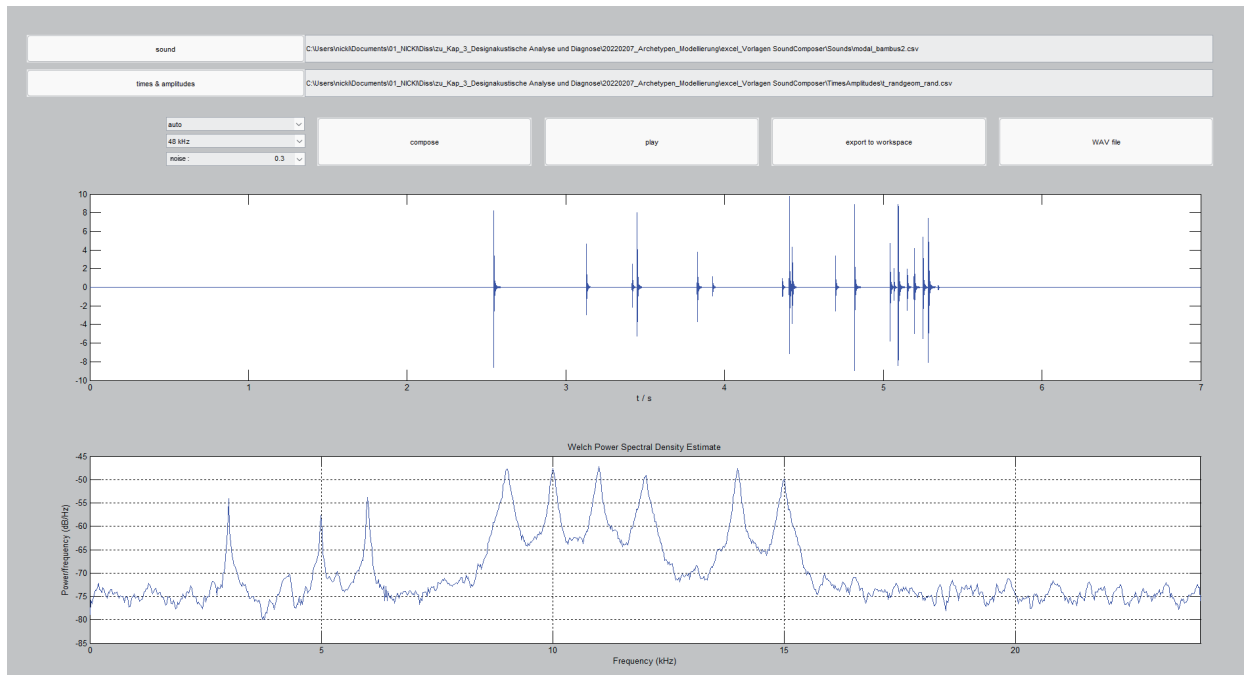 sound
C:\Users\nicki\Documents\01_NICKI\Diss\zu_Kap_3_Designakustische Analyse und Diagnose\20220207_Archetypen_Modellierung\excel_Vorlagen SoundComposer\Sounds\modal_bambus2.csv
times & amplitudes
C:\Users\nicki\Documents\01_NICKI\Diss\zu_Kap_3_Designakustische Analyse und Diagnose\20220207_Archetypen_Modellierung\excel_Vorlagen SoundComposer\TimesAmplitudes\t_randgeom_rand.csv
auto
48 kHz
noise : 0.3
compose
play
export to workspace
WAV file
10
8
6
4
2
0
-2
-4
-6
-8
-10
0 1 2 3 4 5 6 7
t / s
Welch Power Spectral Density Estimate
Power/frequency (dB/Hz)
-45
-50
-55
-60
-65
-70
-75
-80
-85
0 5 10 15 20
Frequency (kHz)